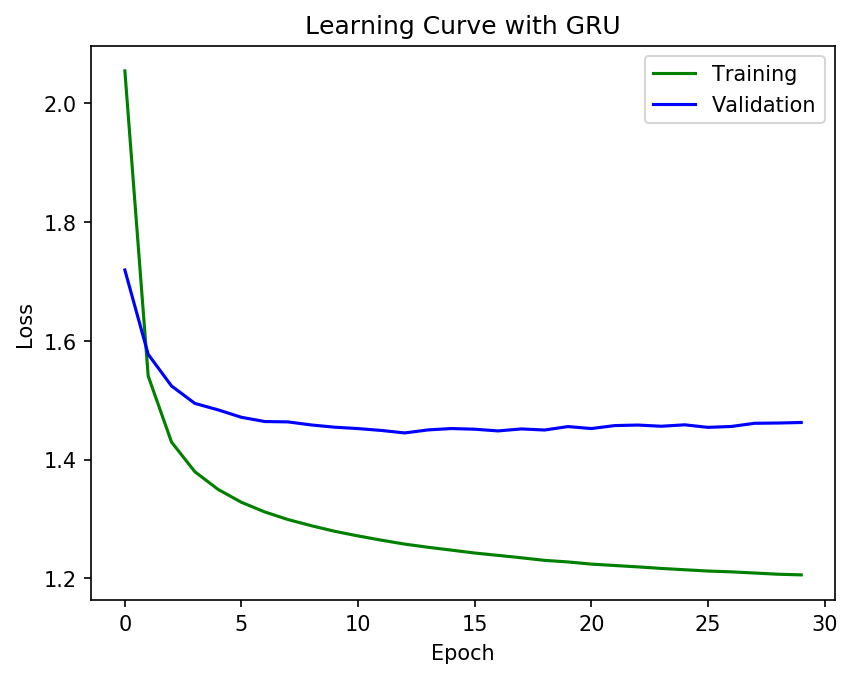 Learning Curve with GRU
Training
Validation
Loss
2.0
1.8
1.6
1.4
1.2
0 5 10 15 20 25 30
Epoch